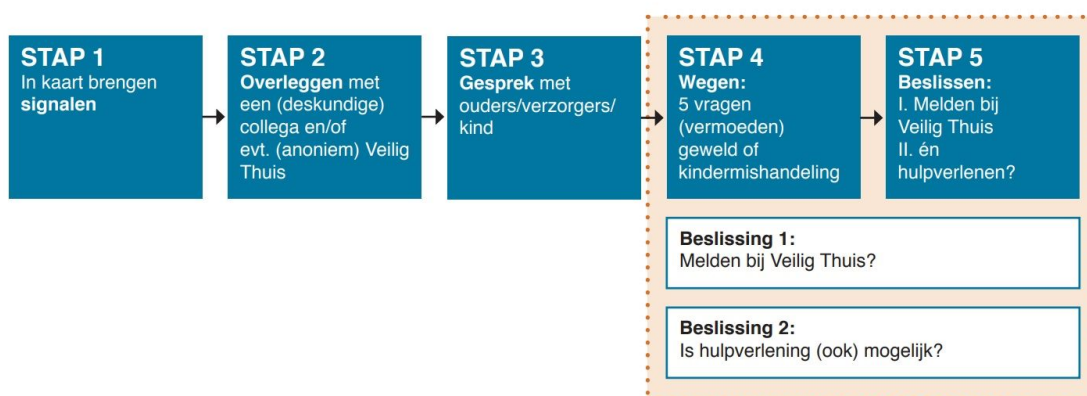 STAP 1
In kaart brengen
signalen
STAP 2
Overleggen met
een (deskundige)
collega en/of
evt. (anoniem) Veilig
Thuis
STAP 3
Gesprek met
ouders/verzorgers/
kind
STAP 4
Wegen:
5 vragen
(vermoeden)
geweld of
kindermishandeling
STAP 5
Beslissen:
I. Melden bij
Veilig Thuis
II. én
hulpverlenen?
Beslissing 1:
Melden bij Veilig Thuis?
Beslissing 2:
Is hulpverlening (ook) mogelijk?